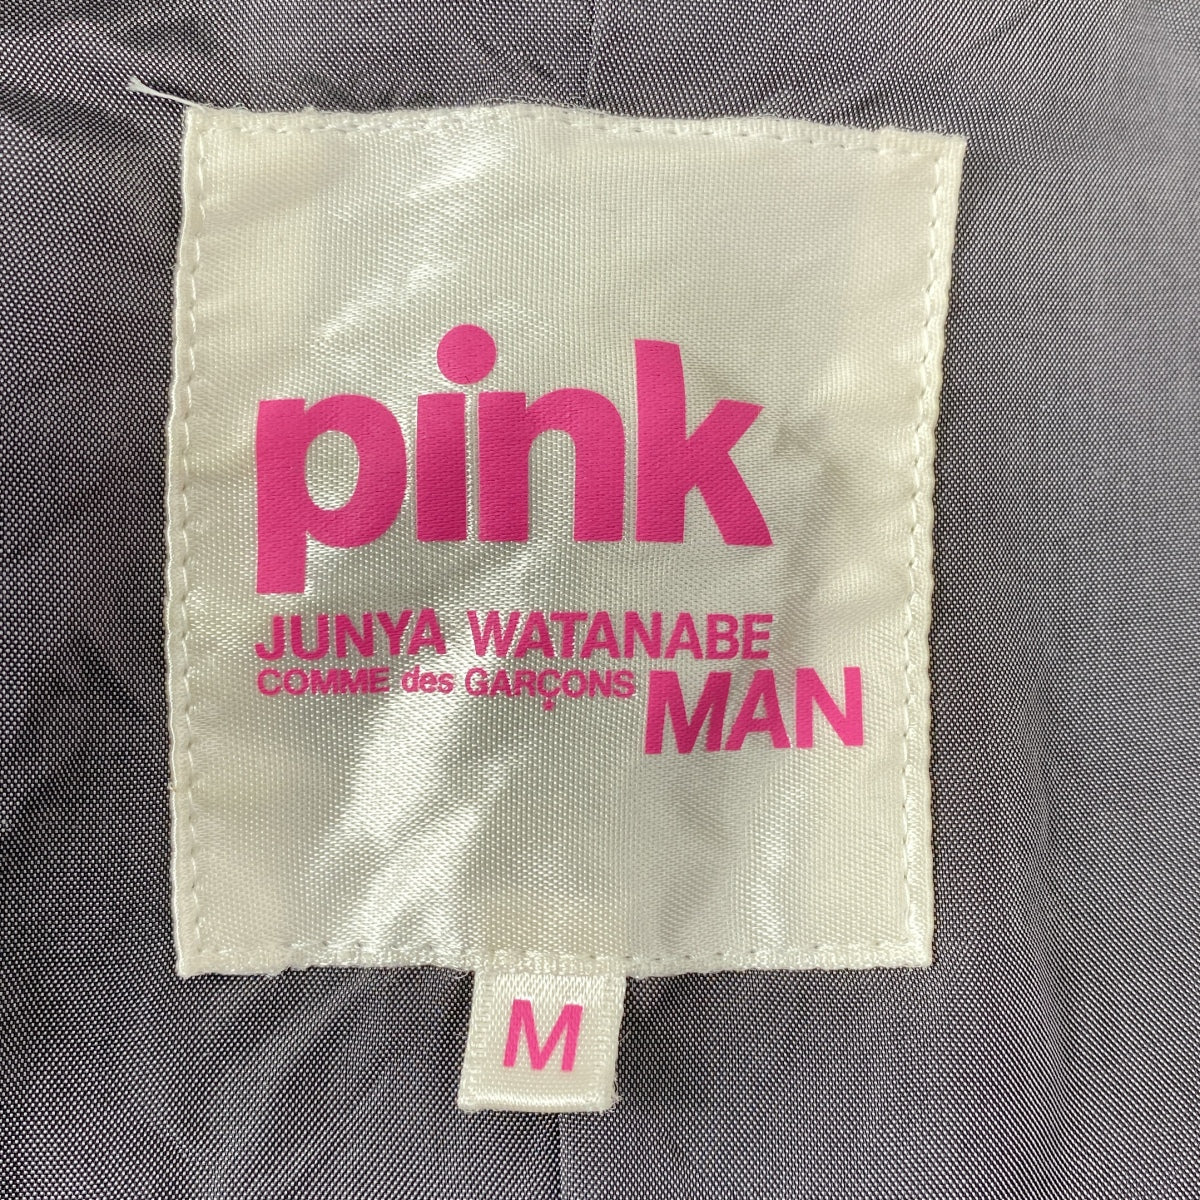 pink
JUNYA WATANABE
COMME des GARÇONS MAN
M